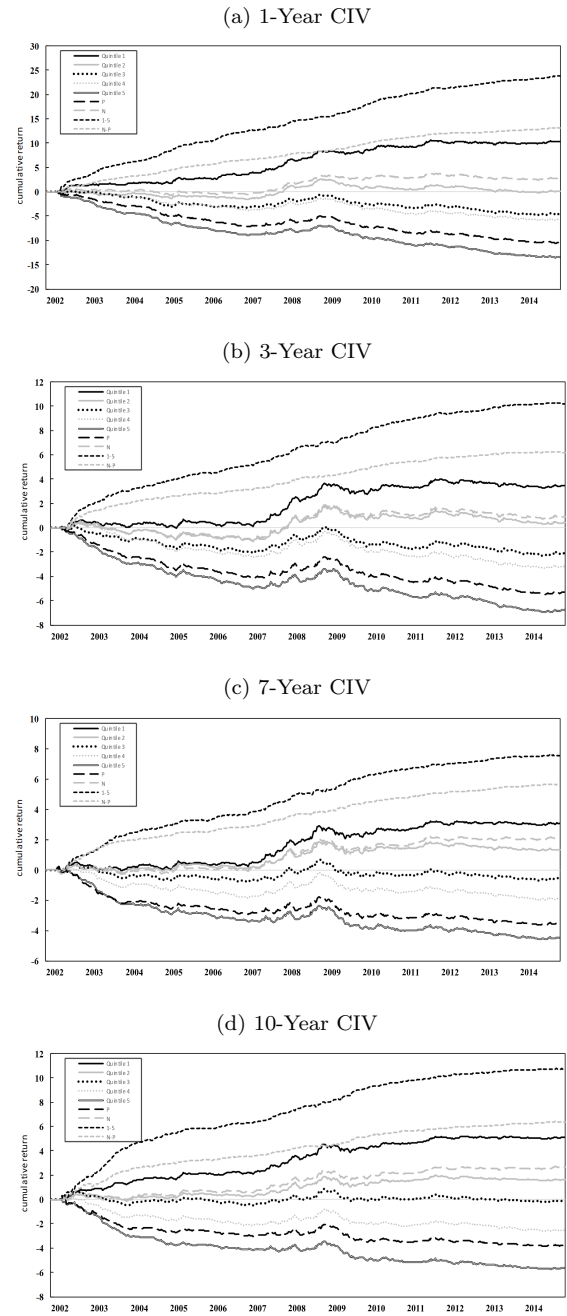 (a) 1-Year CIV
30
25
20
15
10
5
0
-5
-10
-15
-20
cumulative return
Quintile 1
Quintile 2
Quintile 3
Quintile 4
Quintile 5
P
N
1-5
N-P
2002 2003 2004 2005 2006 2007 2008 2009 2010 2011 2012 2013 2014
(b) 3-Year CIV
12
10
8
6
4
2
0
-2
-4
-6
-8
cumulative return
Quintile 1
Quintile 2
Quintile 3
Quintile 4
Quintile 5
P
N
1-5
N-P
2002 2003 2004 2005 2006 2007 2008 2009 2010 2011 2012 2013 2014
(c) 7-Year CIV
10
8
6
4
2
0
-2
-4
-6
cumulative return
Quintile 1
Quintile 2
Quintile 3
Quintile 4
Quintile 5
P
N
1-5
N-P
2002 2003 2004 2005 2006 2007 2008 2009 2010 2011 2012 2013 2014
(d) 10-Year CIV
12
10
8
6
4
2
0
-2
-4
-6
-8
cumulative return
Quintile 1
Quintile 2
Quintile 3
Quintile 4
Quintile 5
P
N
1-5
N-P
2002 2003 2004 2005 2006 2007 2008 2009 2010 2011 2012 2013 2014